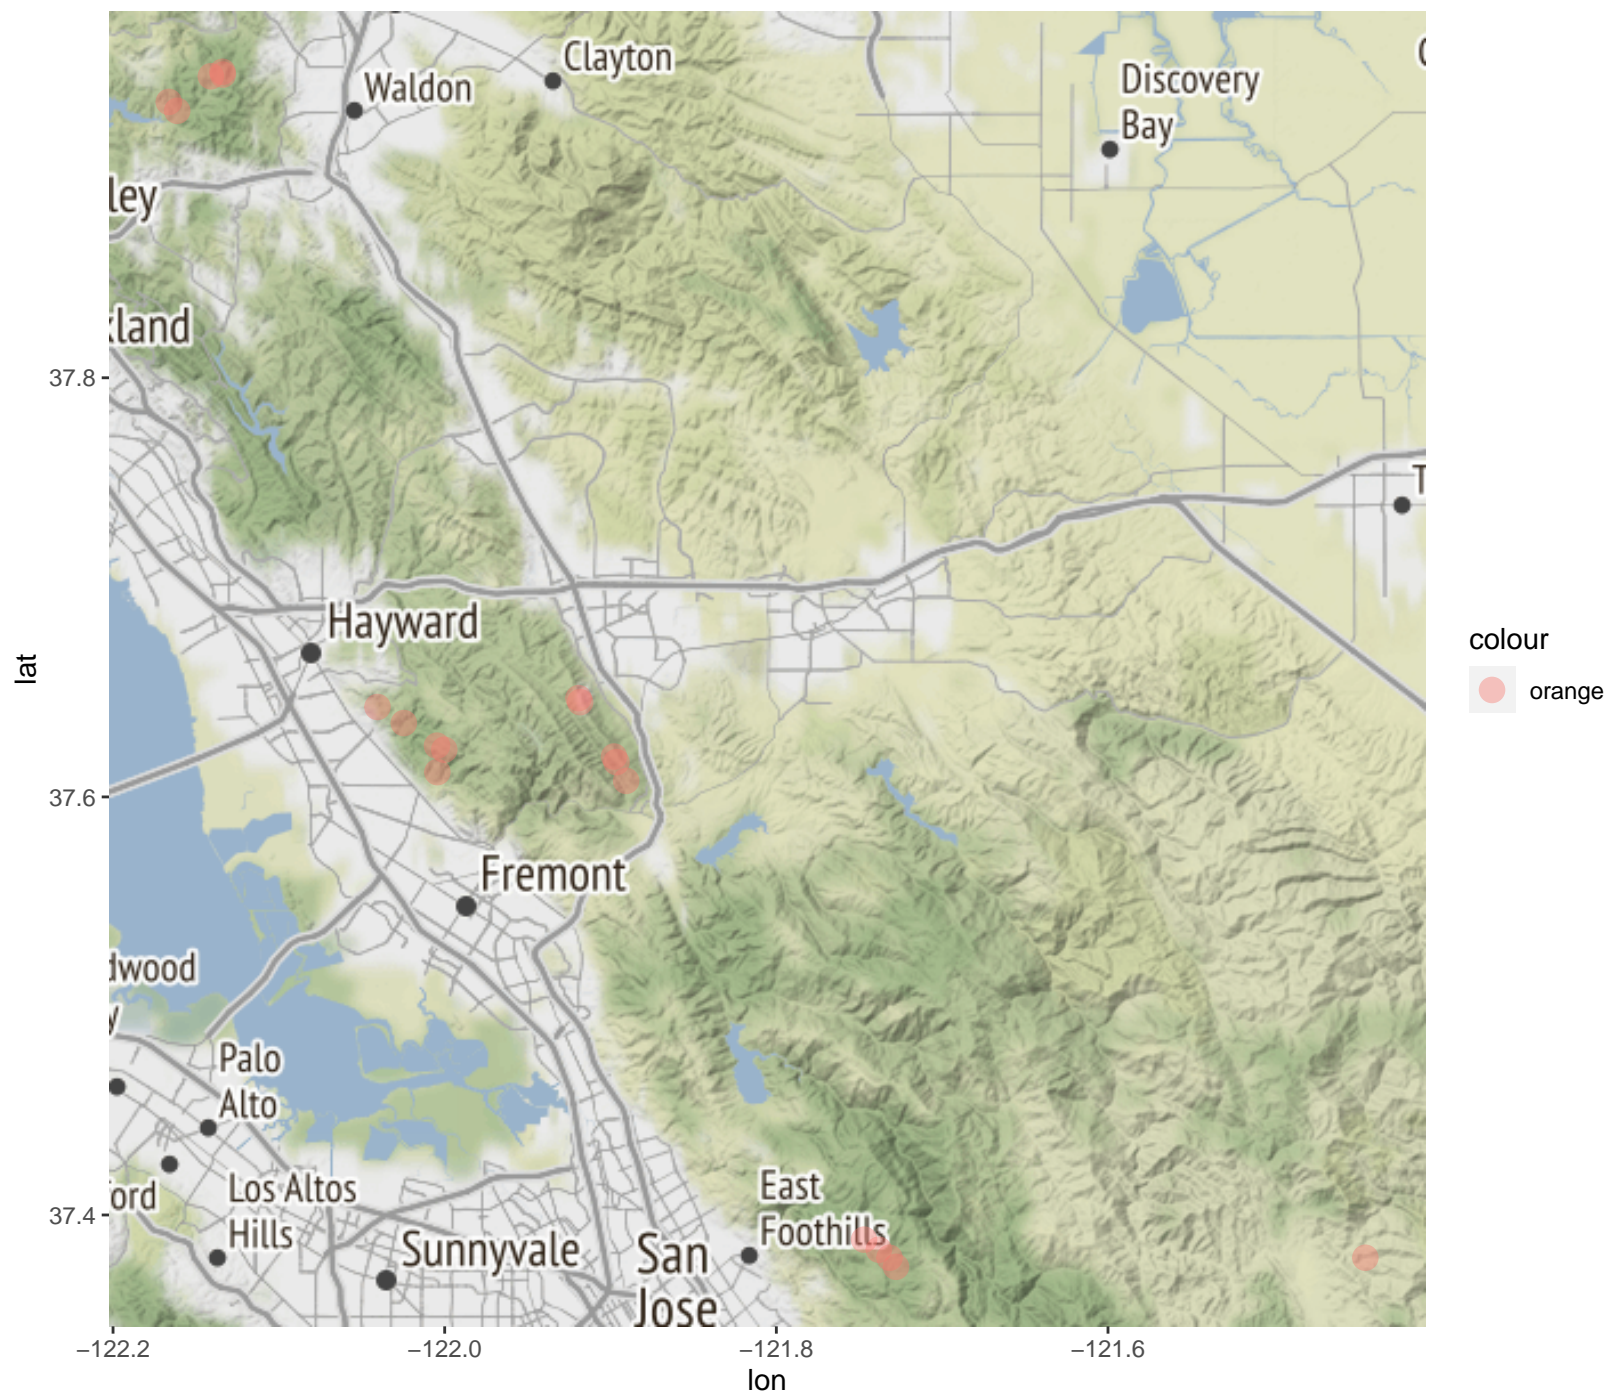 Clayton
Waldon
Discovery
Bay
ley
kland
37.8
T
Hayward
colour
orange
lat
37.6
Fremont
dwood
y
Palo
Alto
East
Foothills
ord
Los Altos
Hills
37.4
Sunnyvale
San
Jose
−122.2
−122.0
−121.8
−121.6
lon